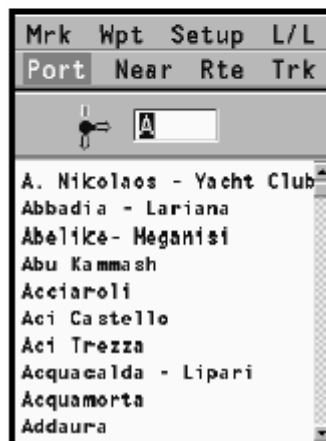 Mrk Wpt Setup L/L
Port Near Rte Trk
A
A. Nikolaos - Yacht Club
Abbadia - Lariana
Abelike- Meganisi
Abu Kammash
Acciaroli
Aci Castello
Aci Trezza
Acquacalda - Lipari
Acquamorta
Addaura